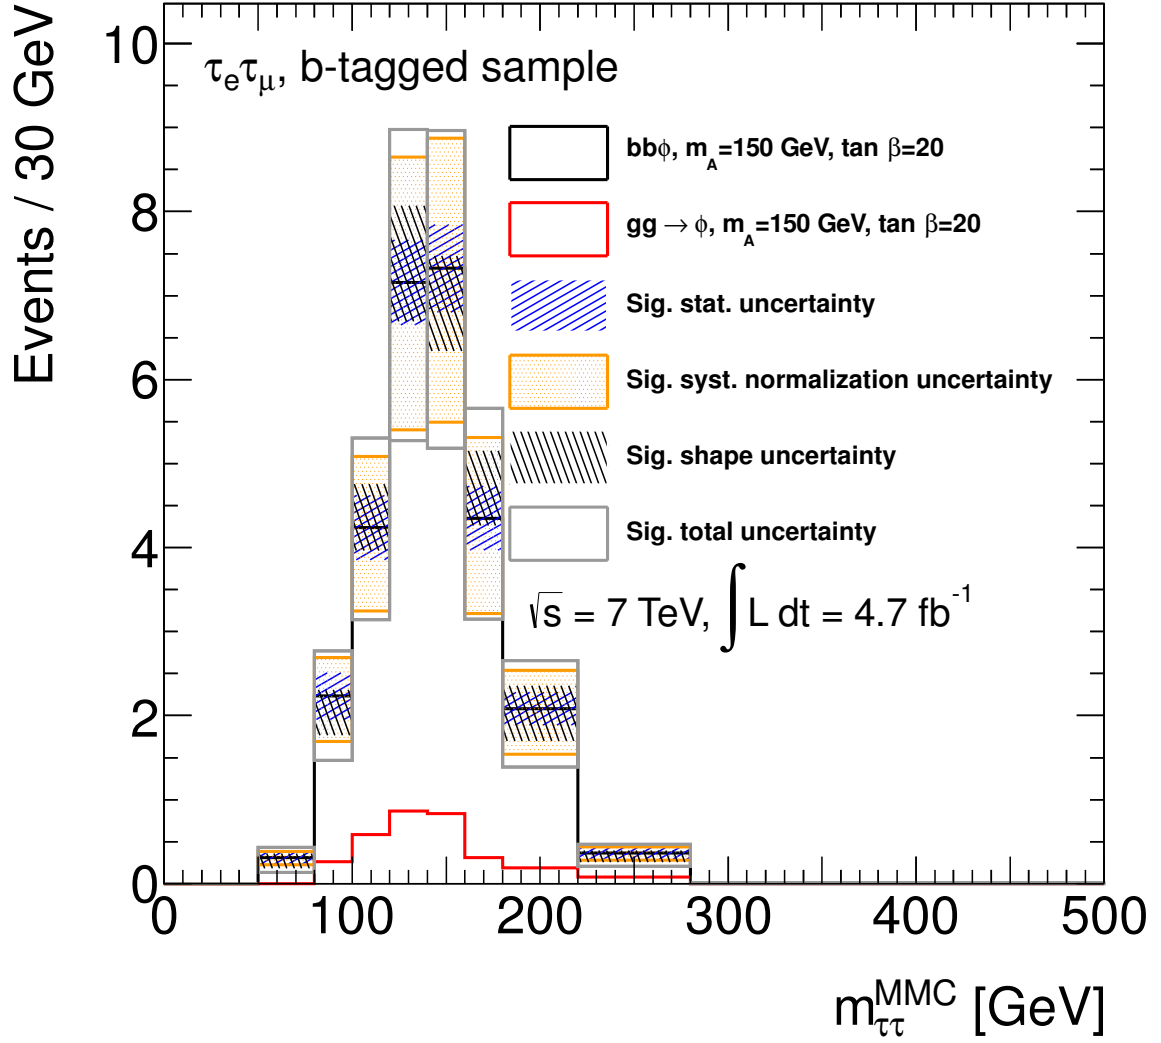 Events / 30 GeV
10
8
6
4
2
0
τeτμ, b-tagged sample
bbϕ, mA=150 GeV, tan β=20
gg → ϕ, mA=150 GeV, tan β=20
Sig. stat. uncertainty
Sig. syst. normalization uncertainty
Sig. shape uncertainty
Sig. total uncertainty
√s = 7 TeV, ∫ L dt = 4.7 fb-1
0 100 200 300 400 500
mττMMC [GeV]